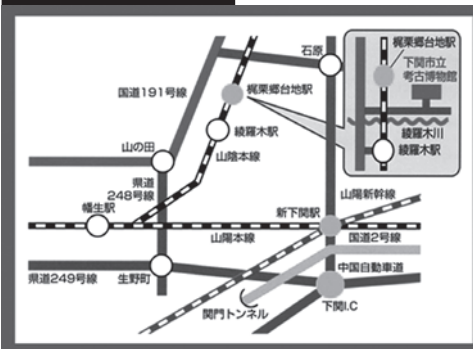 石原
国道191号線
梶栗郷台地駅
綾羅木駅
山陰本線
山の田
県道
248号線
幡生駅
山陽本線
新下関駅
山陽新幹線
国道2号線
中国自動車道
県道249号線
生野町
関門トンネル
下関I.C
梶栗郷台地駅
下関市立
考古博物館
綾羅木川
綾羅木駅